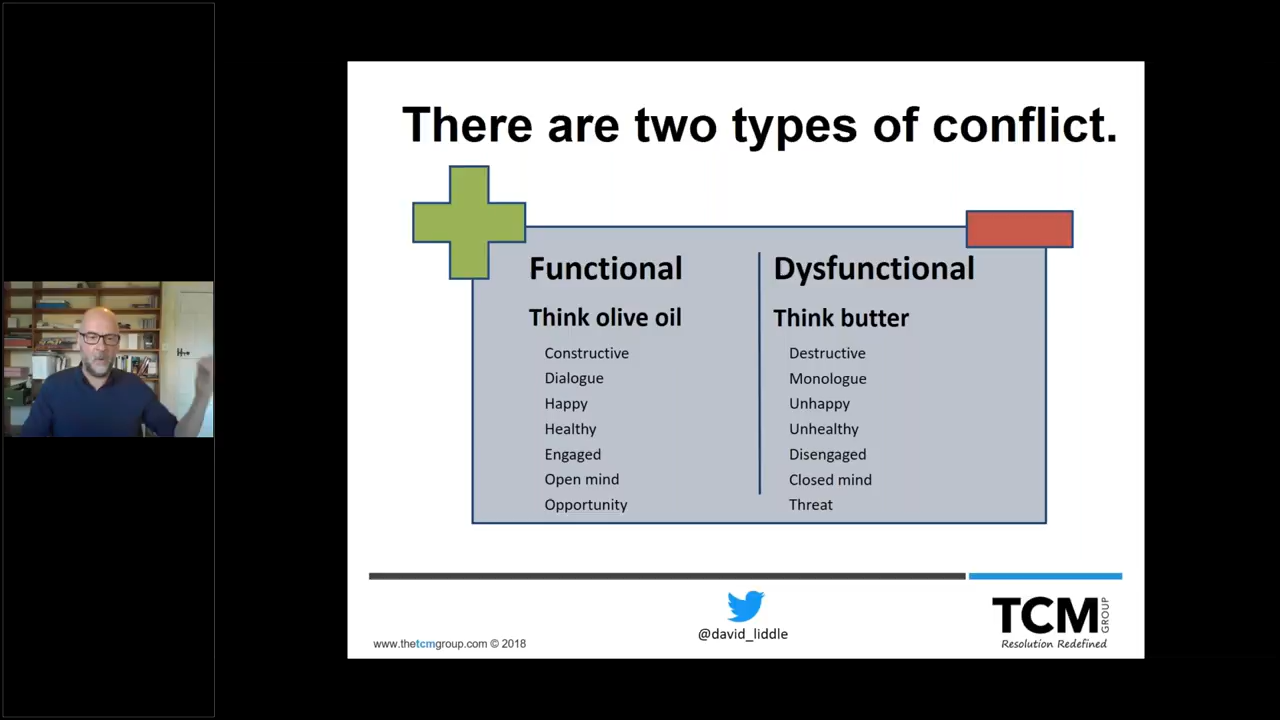 There are two types of conflict.
Functional
Think olive oil
Constructive
Dialogue
Happy
Healthy
Engaged
Open mind
Opportunity
Dysfunctional
Think butter
Destructive
Monologue
Unhappy
Unhealthy
Disengaged
Closed mind
Threat
www.thetcmgroup.com © 2018
@david_liddle
TCM GROUP
Resolution Redefined